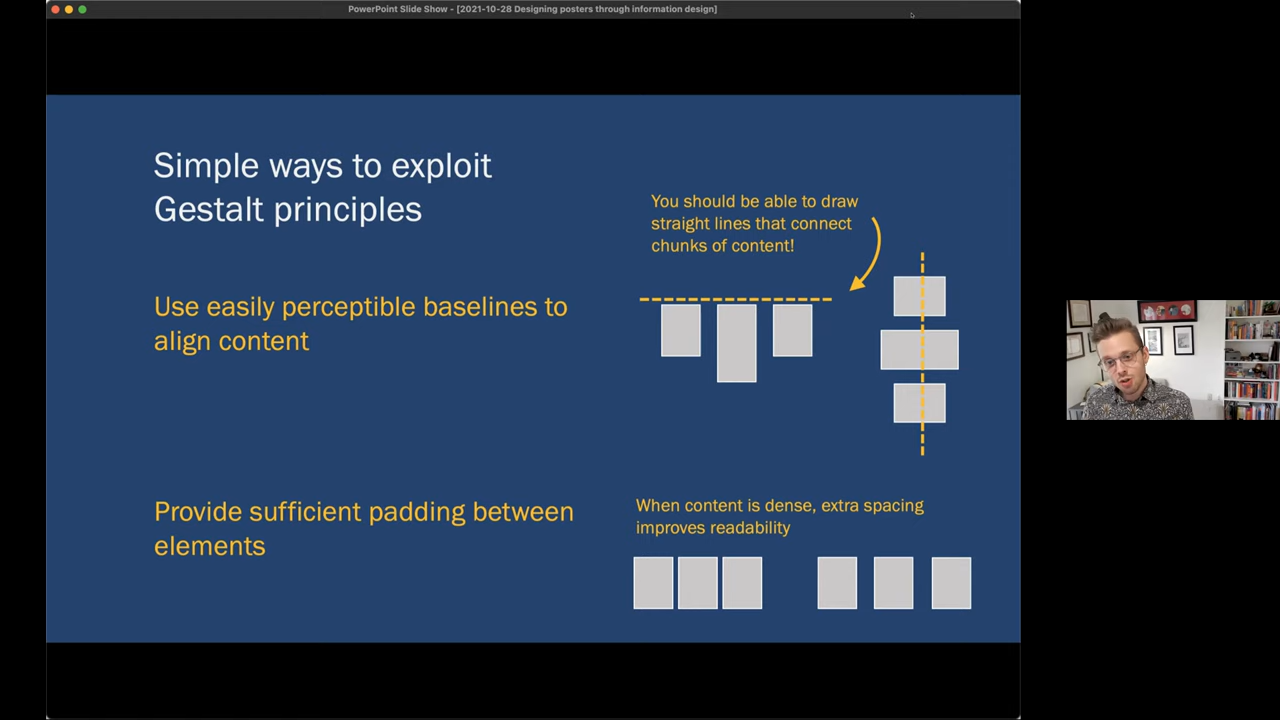 PowerPoint Slide Show - [2021-10-28 Designing posters through information design]
Simple ways to exploit
Gestalt principles
You should be able to draw
straight lines that connect
chunks of content!
Use easily perceptible baselines to
align content
Provide sufficient padding between
elements
When content is dense, extra spacing
improves readability